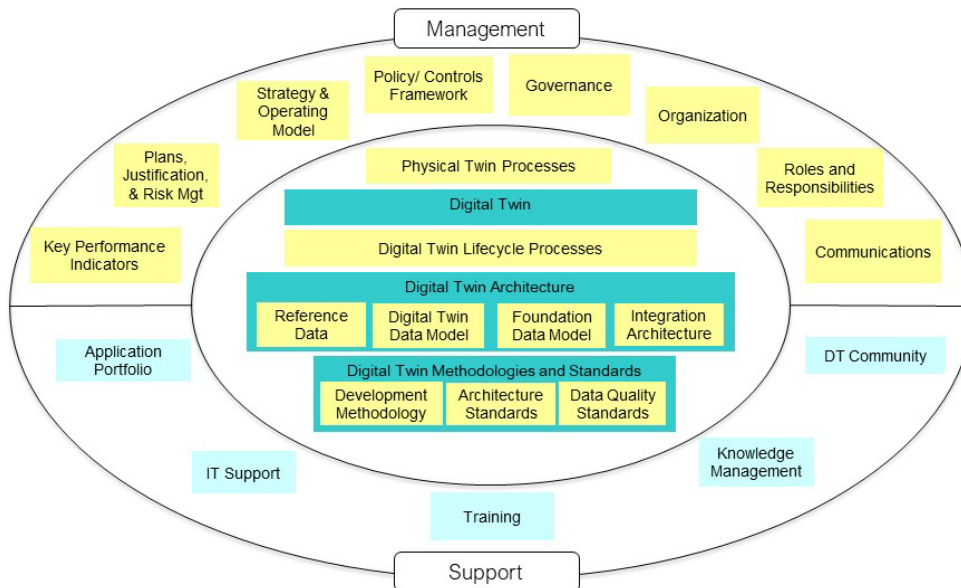 Management
Policy/ Controls
Framework
Governance
Strategy &
Operating
Model
Organization
Plans,
Justification,
& Risk Mgt
Physical Twin Processes
Roles and
Responsibilities
Digital Twin
Key Performance
Indicators
Digital Twin Lifecycle Processes
Communications
Digital Twin Architecture
Reference
Data
Digital Twin
Data Model
Foundation
Data Model
Integration
Architecture
Application
Portfolio
DT Community
Digital Twin Methodologies and Standards
Development
Methodology
Architecture
Standards
Data Quality
Standards
IT Support
Knowledge
Management
Training
Support